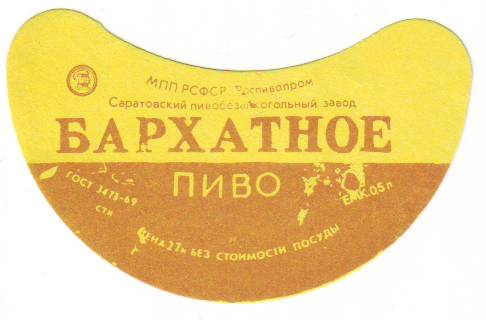 МПП РСФСР Роспивопром
Саратовский пивобезалкогольный завод
БАРХАТНОЕ
ПИВО
ГОСТ 3473-69
ЕМК. 0.5 л
ЦЕНА 27к БЕЗ СТОИМОСТИ ПОСУДЫ